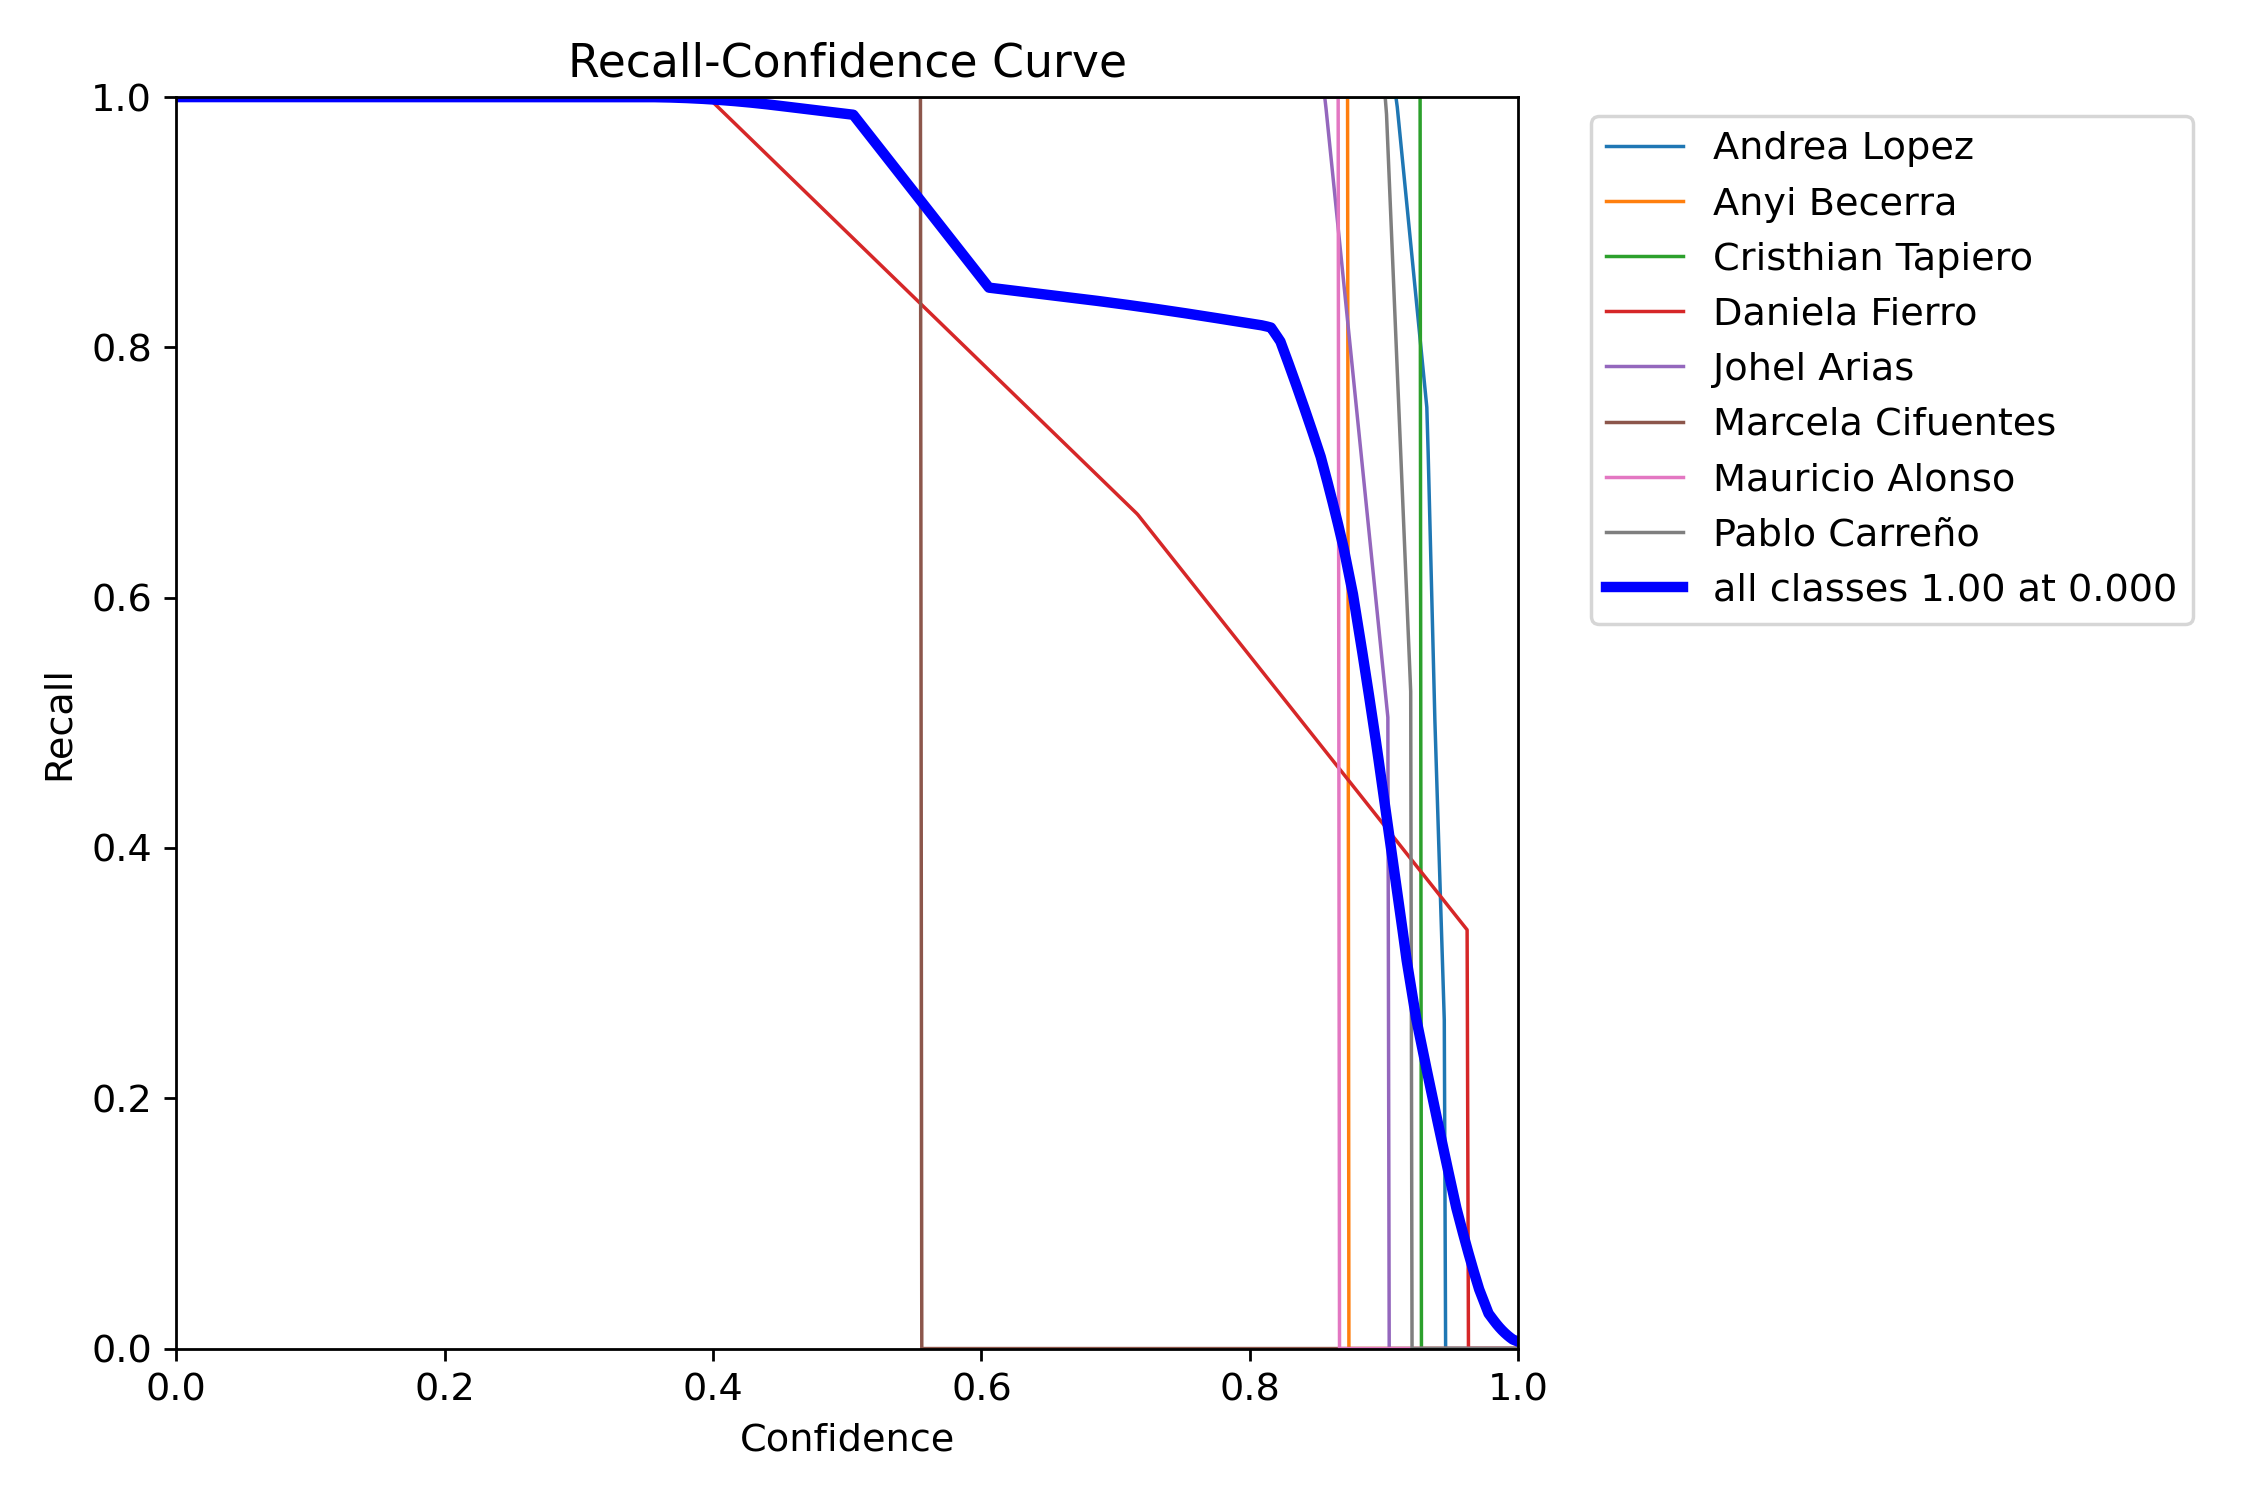 Recall-Confidence Curve
1.0
0.8
0.6
0.4
0.2
0.0
Recall
0.0 0.2 0.4 0.6 0.8 1.0
Confidence
Andrea Lopez
Anyi Becerra
Cristhian Tapiero
Daniela Fierro
Johel Arias
Marcela Cifuentes
Mauricio Alonso
Pablo Carreño
all classes 1.00 at 0.000